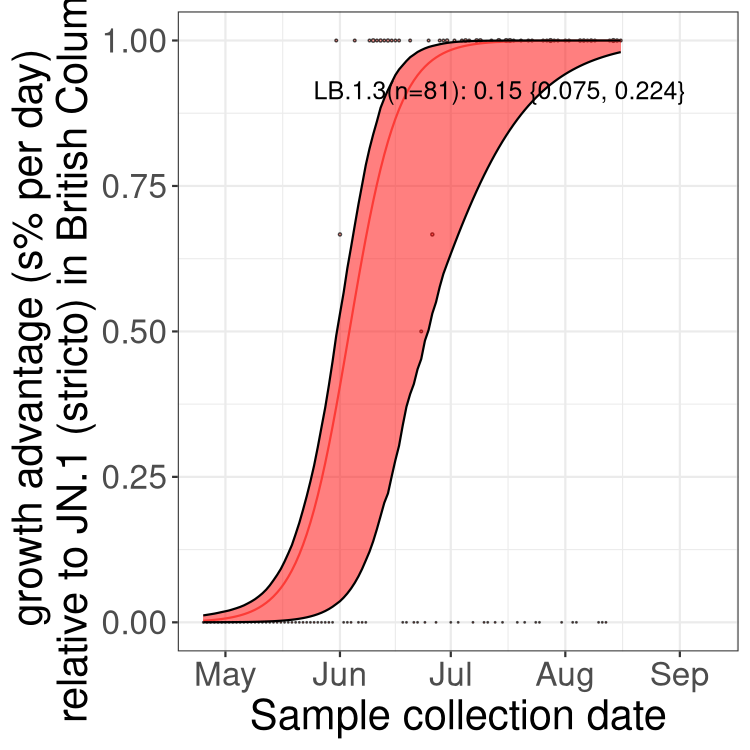 growth advantage (s% per day)
relative to JN.1 (stricto) in British Colum
1.00
0.75
0.50
0.25
0.00
LB.1.3(n=81): 0.15 {0.075, 0.224}
May Jun Jul Aug Sep
Sample collection date